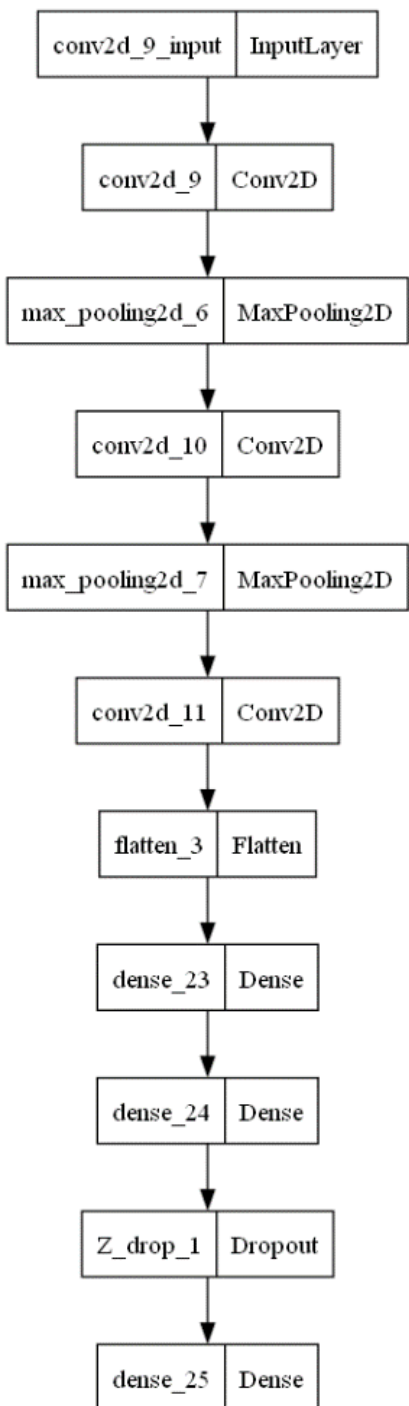 conv2d_9_input InputLayer
conv2d_9 Conv2D
max_pooling2d_6 MaxPooling2D
conv2d_10 Conv2D
max_pooling2d_7 MaxPooling2D
conv2d_11 Conv2D
flatten_3 Flatten
dense_23 Dense
dense_24 Dense
Z_drop_1 Dropout
dense_25 Dense